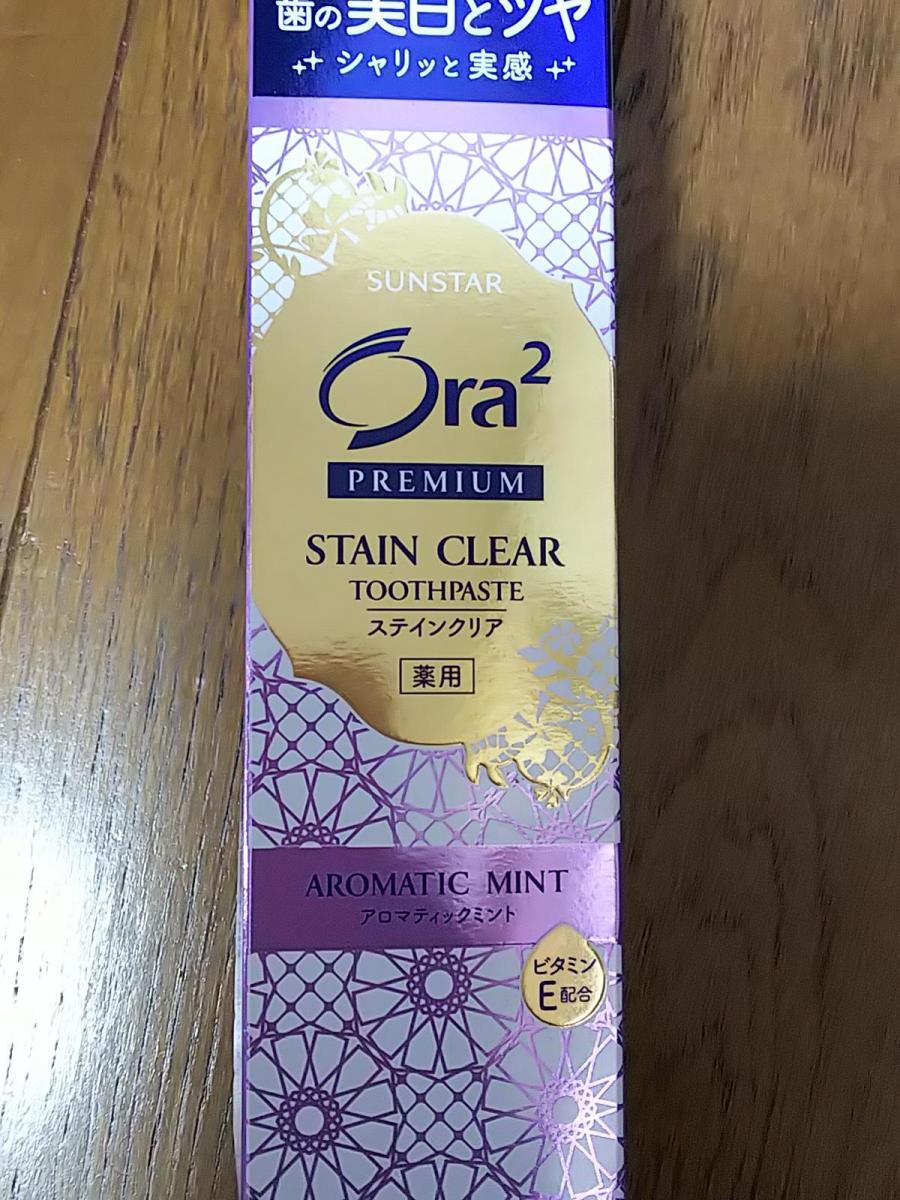 歯の美白とツヤ
シャリッと実感
SUNSTAR
Ora²
PREMIUM
STAIN CLEAR
TOOTHPASTE
ステインクリア
薬用
AROMATIC MINT
アロマティックミント
ビタミン
E配合